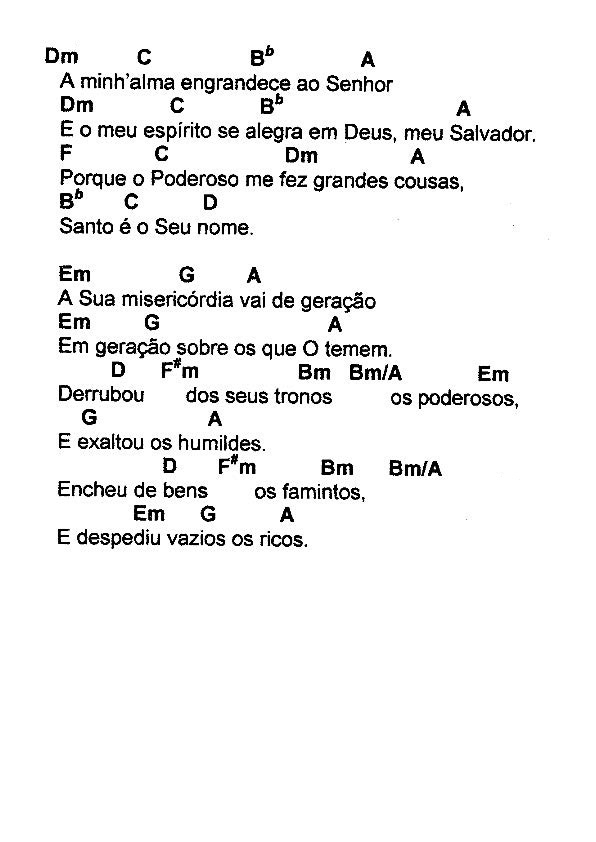 Dm C Bb A
A minh'alma engrandece ao Senhor
Dm C Bb A
E o meu espírito se alegra em Deus, meu Salvador.
F C Dm A
Porque o Poderoso me fez grandes cousas,
Bb C D
Santo é o Seu nome.
Em G A
A Sua misericórdia vai de geração
Em G A
Em geração sobre os que O temem.
D F#m Bm Bm/A Em
Derrubou dos seus tronos os poderosos,
G A
E exaltou os humildes.
D F#m Bm Bm/A
Encheu de bens os famintos,
Em G A
E despediu vazios os ricos.